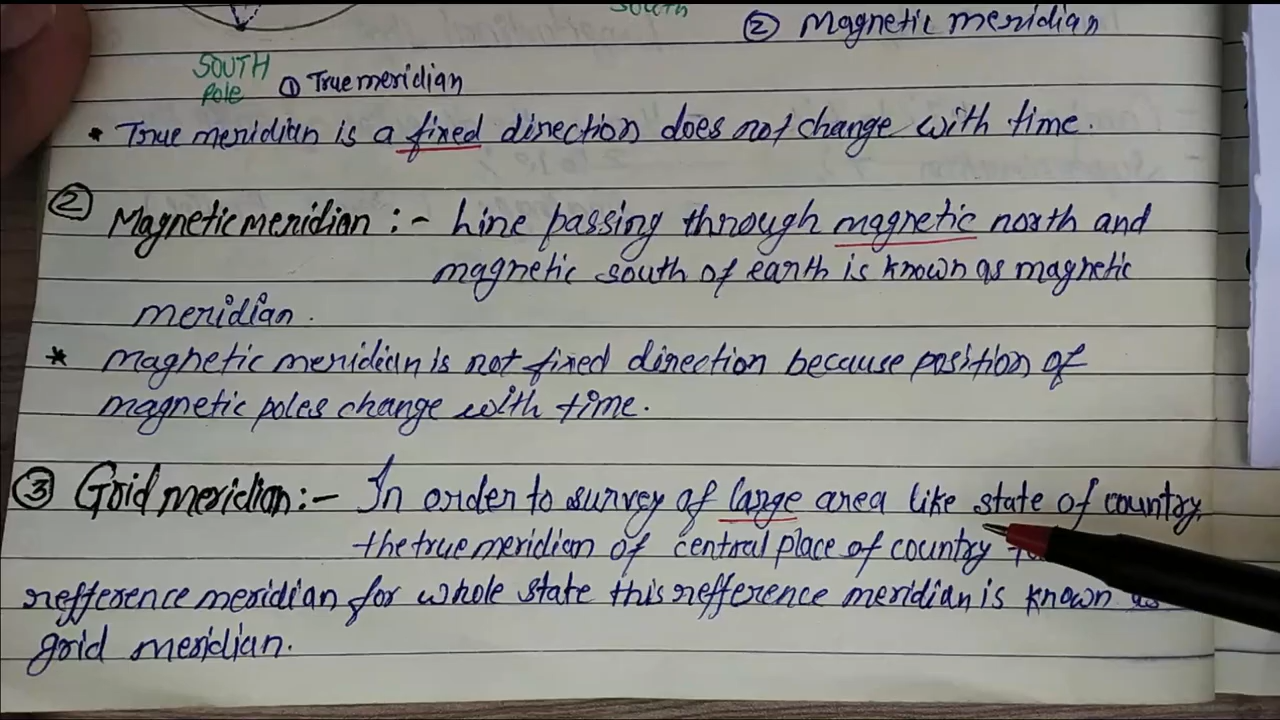 SOUTH
② Magnetic meridian
SOUTH
Pole
① True meridian
* True meridian is a fixed direction does not change with time.
② Magnetic meridian :- Line passing through magnetic north and
magnetic south of earth is known as magnetic
meridian.
* magnetic meridian is not fixed direction because position of
magnetic poles change with time.
③ Grid meridian:- In order to survey of large area like state of country,
the true meridian of central place of country
refference meridian for whole state this refference meridian is known as
grid meridian.